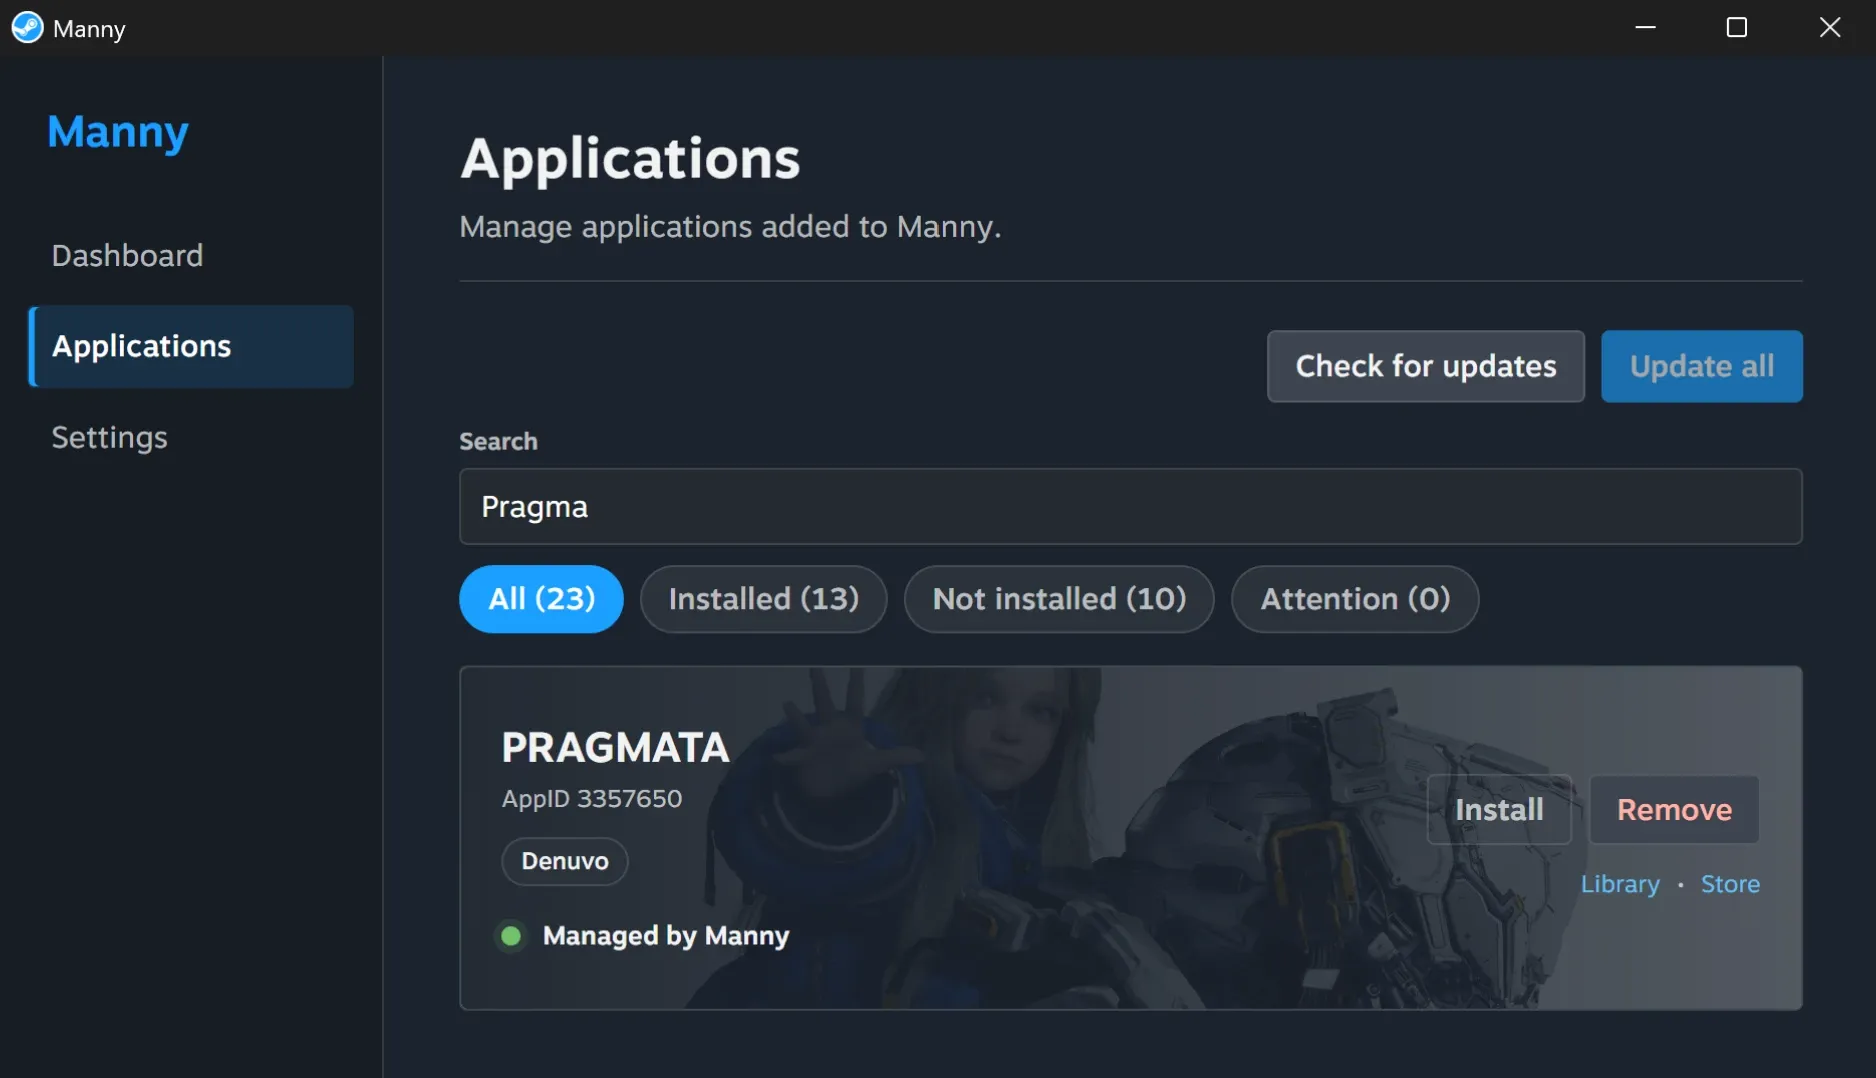 Manny
Manny
Dashboard
Applications
Settings
Applications
Manage applications added to Manny.
Check for updates
Update all
Search
Pragma
All (23)
Installed (13)
Not installed (10)
Attention (0)
PRAGMATA
AppID 3357650
Denuvo
Managed by Manny
Install
Remove
Library · Store